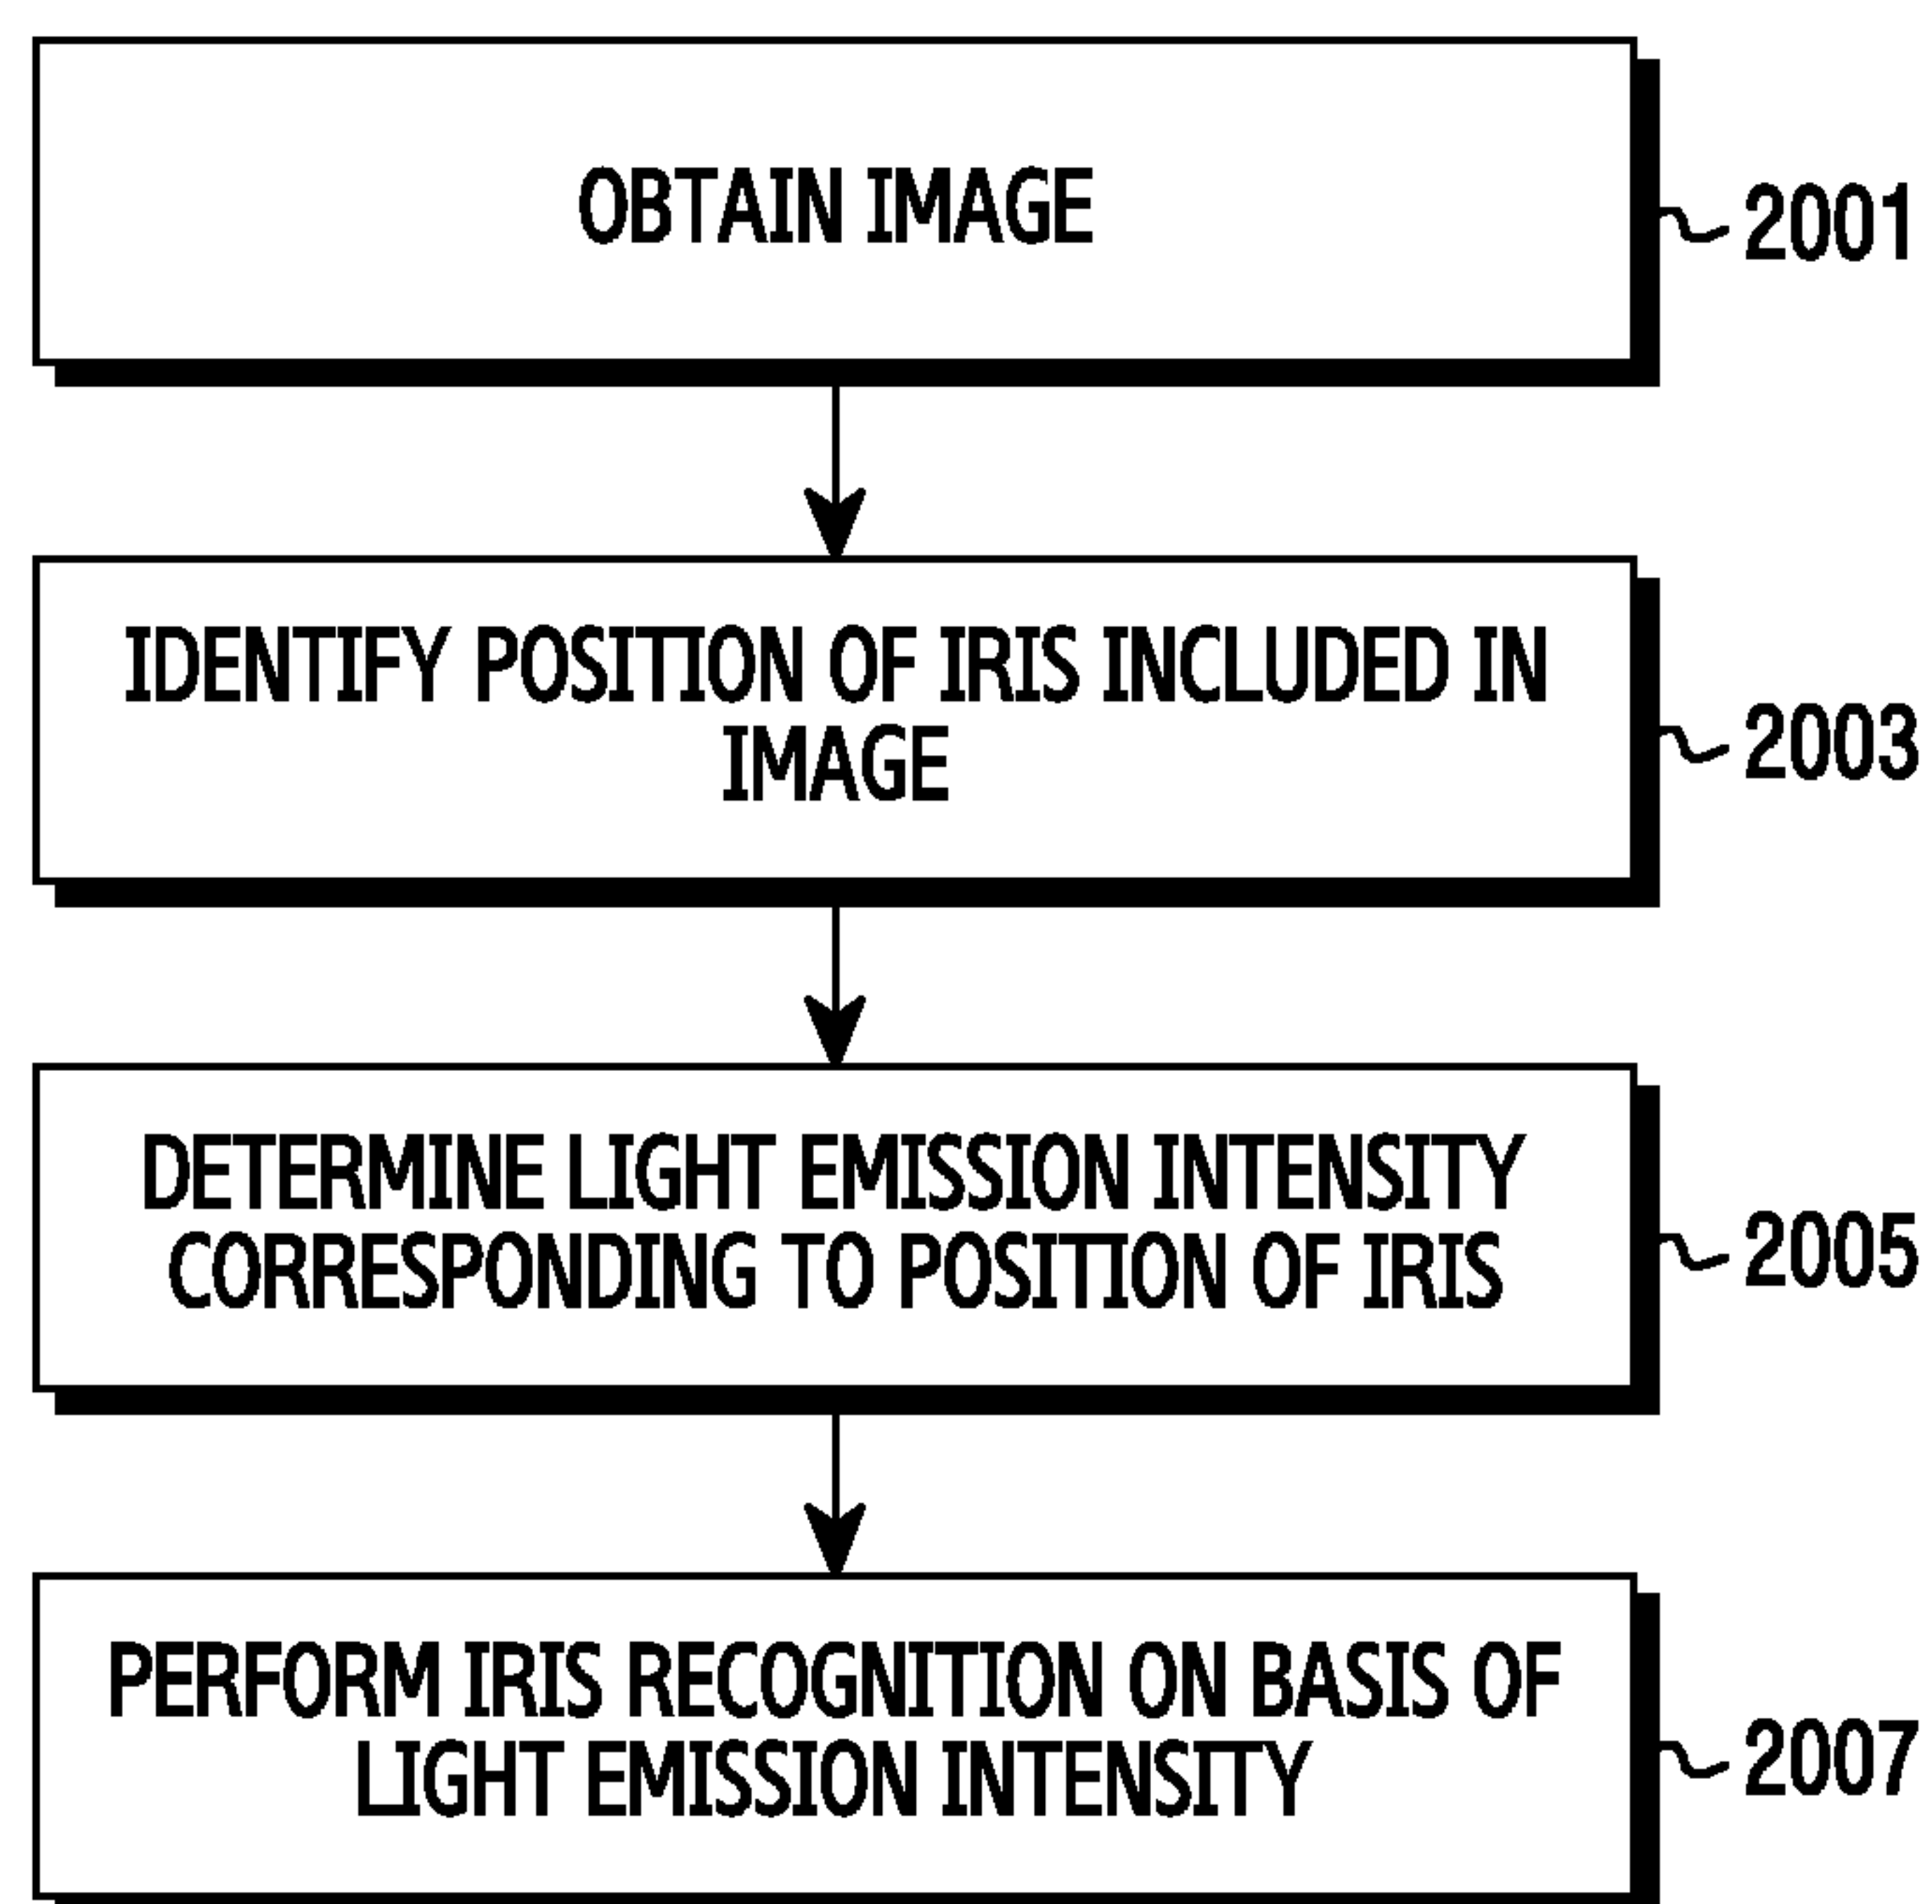 OBTAIN IMAGE
2001
IDENTIFY POSITION OF IRIS INCLUDED IN
IMAGE
2003
DETERMINE LIGHT EMISSION INTENSITY
CORRESPONDING TO POSITION OF IRIS
2005
PERFORM IRIS RECOGNITION ON BASIS OF
LIGHT EMISSION INTENSITY
2007